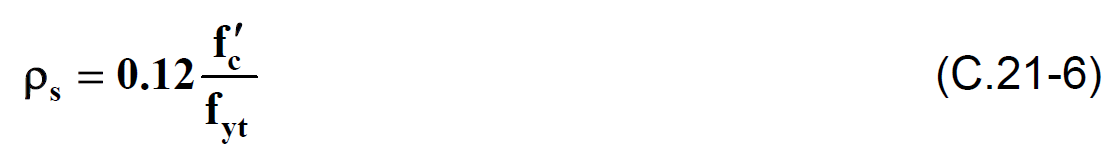 ρs = 0.12 f′c / fyt (C.21-6)